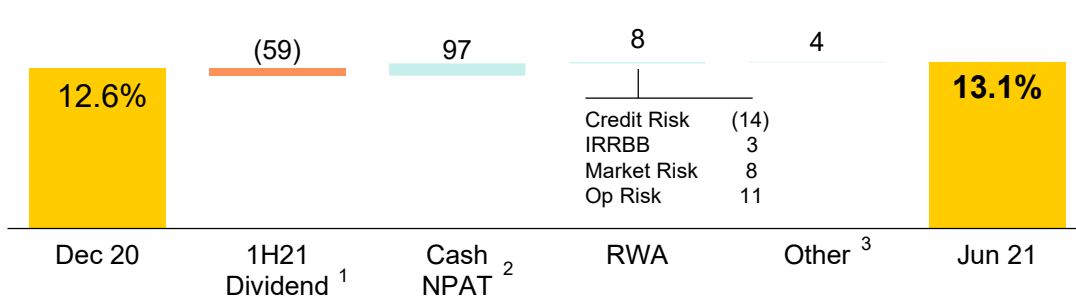 (59) 97 8 4
12.6% 13.1%
Credit Risk (14)
IRRBB 3
Market Risk 8
Op Risk 11
Dec 20 1H21 Cash RWA Other 3 Jun 21
Dividend 1 NPAT 2